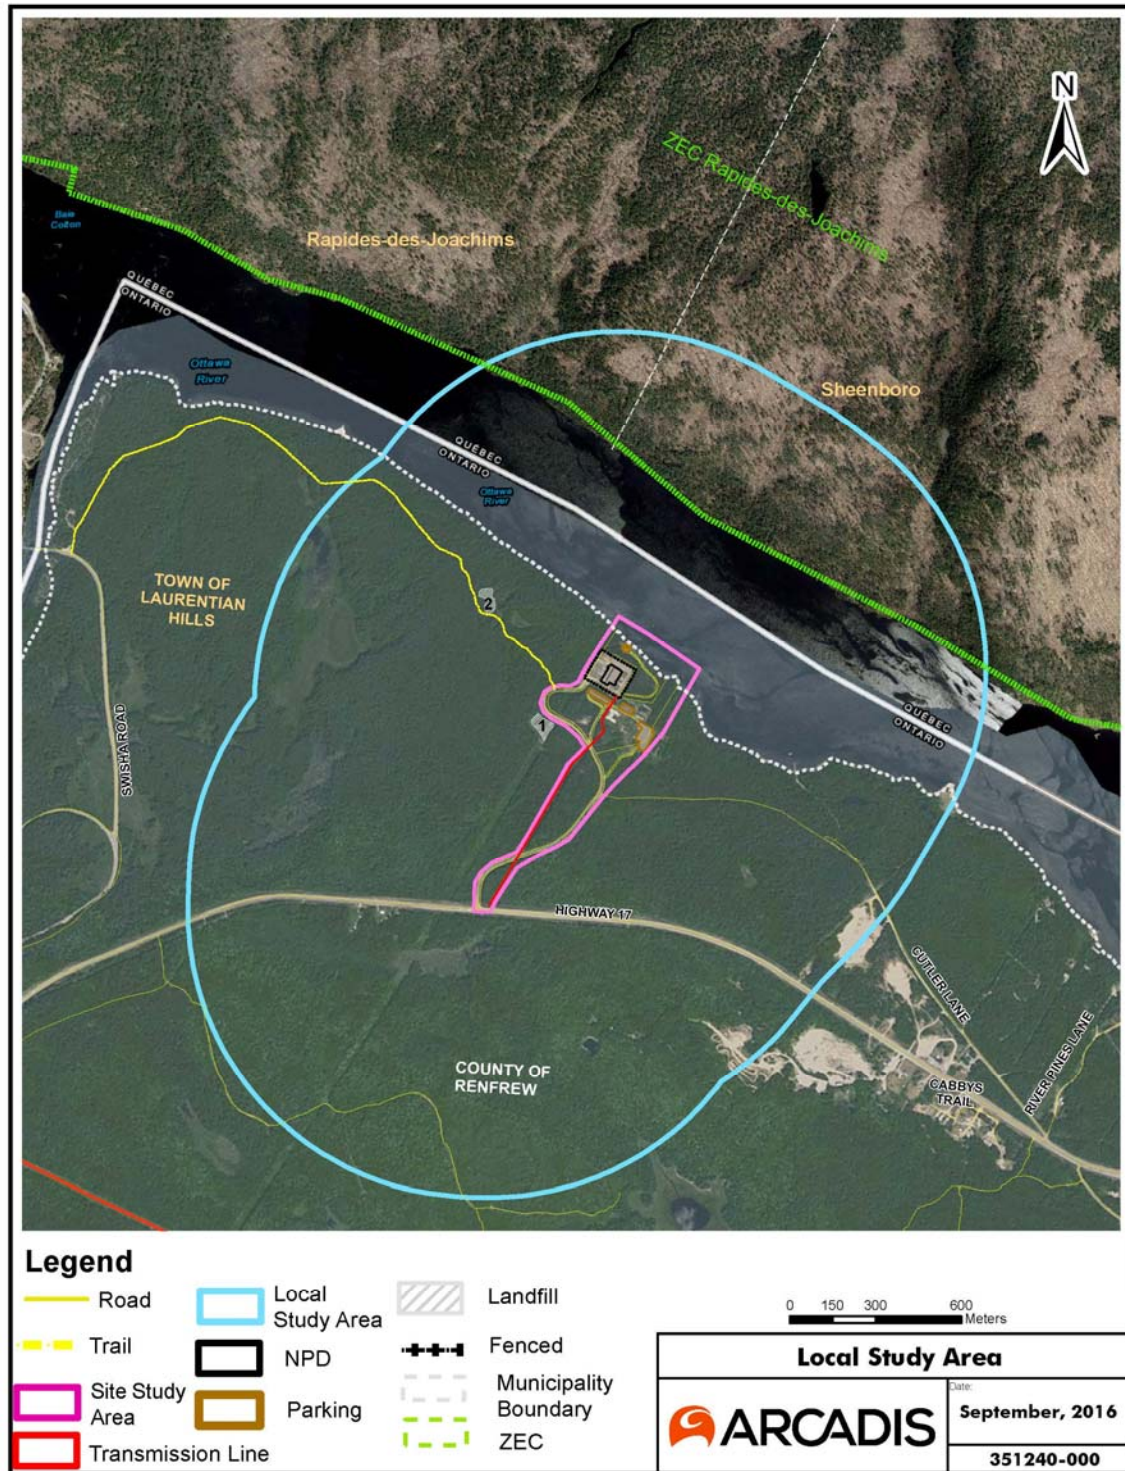 N
ZEC Rapides-des-Joachims
Baie
Colton
Rapides-des-Joachims
QUÉBEC
ONTARIO
Ottawa
River
Sheenboro
QUÉBEC
ONTARIO
Ottawa
River
TOWN OF
LAURENTIAN
HILLS
2
1
SWISHA ROAD
QUÉBEC
ONTARIO
HIGHWAY 17
CUTLER LANE
RIVER PINES LANE
COUNTY OF
RENFREW
CABBYS
TRAIL
Legend
Road
Trail
Site Study
Area
Transmission Line
Local
Study Area
NPD
Parking
Landfill
Fenced
Municipality
Boundary
ZEC
0 150 300 600
Meters
Local Study Area
ARCADIS
Date:
September, 2016
351240-000